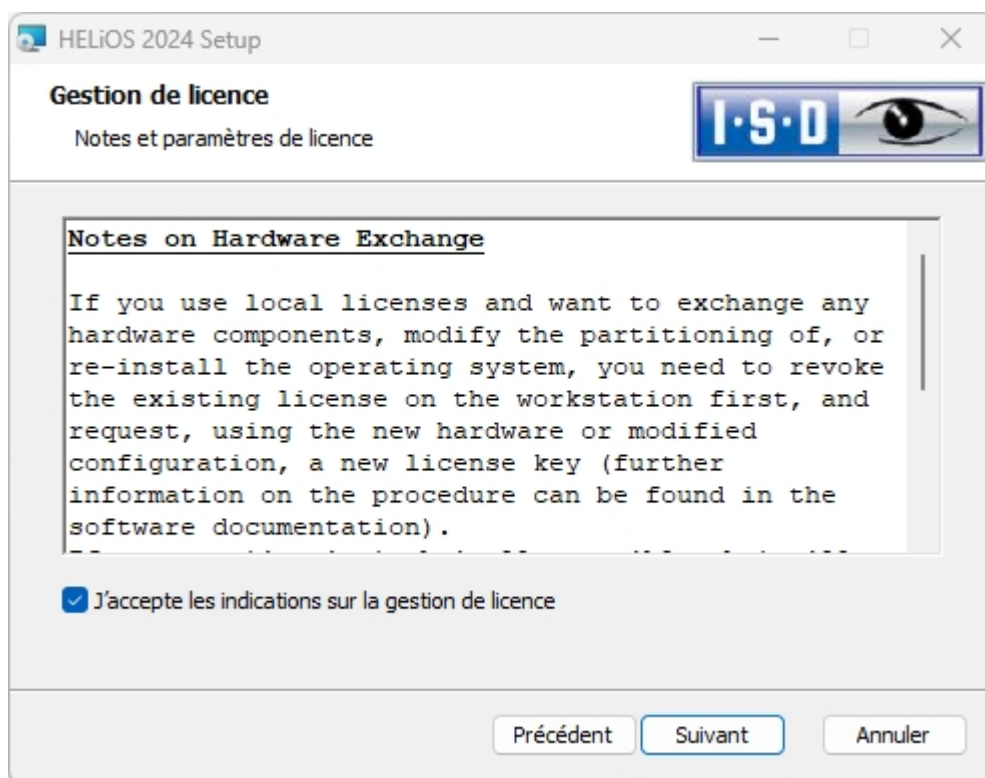 HELiOS 2024 Setup
Gestion de licence
Notes et paramètres de licence
I·S·D
Notes on Hardware Exchange
If you use local licenses and want to exchange any
hardware components, modify the partitioning of, or
re-install the operating system, you need to revoke
the existing license on the workstation first, and
request, using the new hardware or modified
configuration, a new license key (further
information on the procedure can be found in the
software documentation).
J'accepte les indications sur la gestion de licence
Précédent
Suivant
Annuler